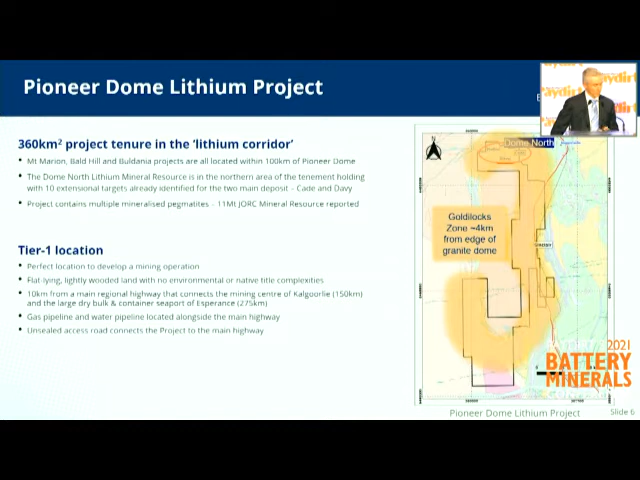 Pioneer Dome Lithium Project
360km² project tenure in the 'lithium corridor'
• Mt Marion, Bald Hill and Buldania projects are all located within 100km of Pioneer Dome
• The Dome North Lithium Mineral Resource is in the northern area of the tenement holding
with 10 extensional targets already identified for the two main deposit – Cade and Davy
• Project contains multiple mineralised pegmatites – 11Mt JORC Mineral Resource reported
Tier-1 location
• Perfect location to develop a mining operation
• Flat-lying, lightly wooded land with no environmental or native title complexities
• 10km from a main regional highway that connects the mining centre of Kalgoorlie (150km)
and the large dry bulk & container seaport of Esperance (275km)
• Gas pipeline and water pipeline located alongside the main highway
• Unsealed access road connects the Project to the main highway
Dome North
N
Goldilocks
Zone ~4km
from edge of
granite dome
2021
BATTERY
MINERALS
Pioneer Dome Lithium Project
Slide 6